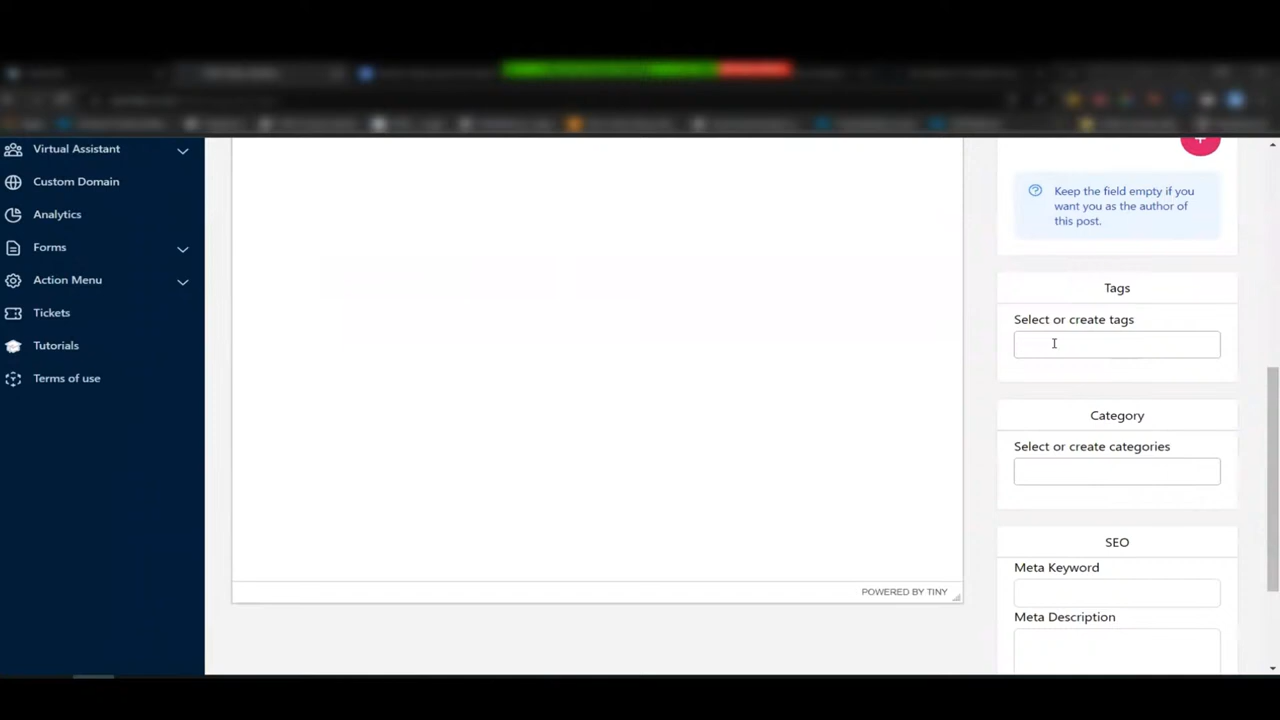 Virtual Assistant
Custom Domain
Analytics
Forms
Action Menu
Tickets
Tutorials
Terms of use
POWERED BY TINY
Keep the field empty if you
want you as the author of
this post.
Tags
Select or create tags
Category
Select or create categories
SEO
Meta Keyword
Meta Description